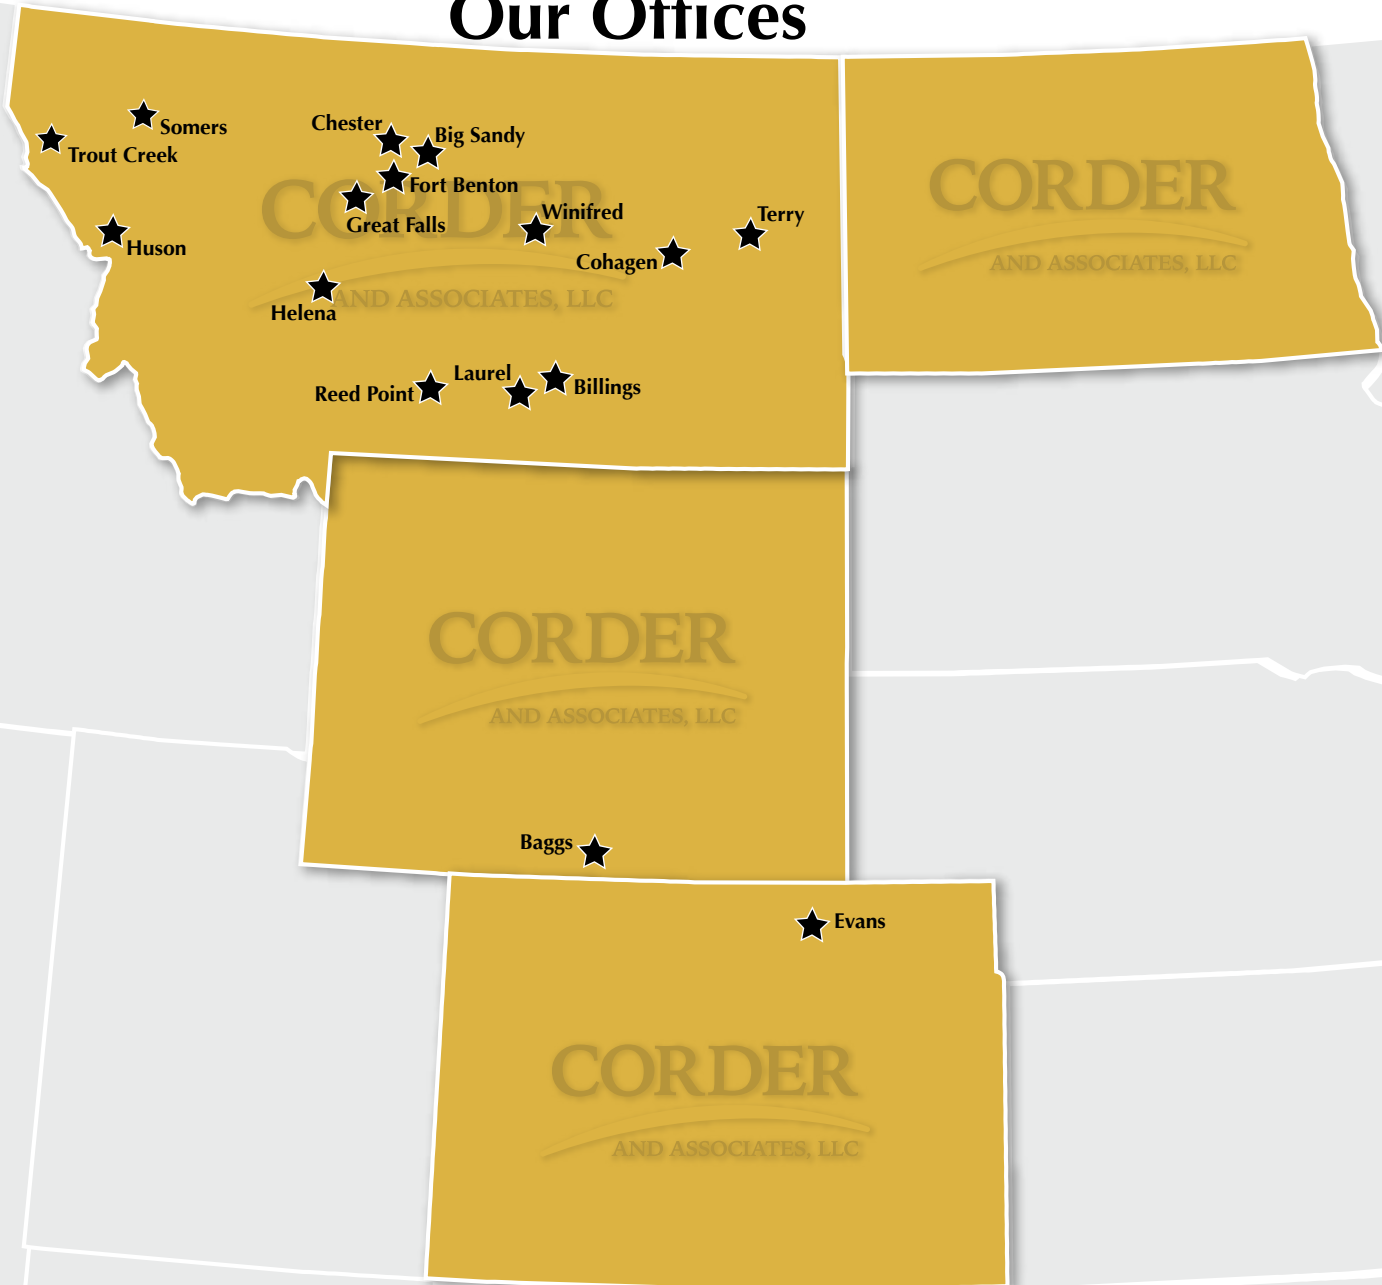 Our Offices
Somers
Trout Creek
Chester
Big Sandy
Fort Benton
Great Falls
Winifred
Terry
Cohagen
Huson
Helena
CORDER
AND ASSOCIATES, LLC
CORDER
AND ASSOCIATES, LLC
Laurel
Reed Point
Billings
CORDER
AND ASSOCIATES, LLC
Baggs
Evans
CORDER
AND ASSOCIATES, LLC